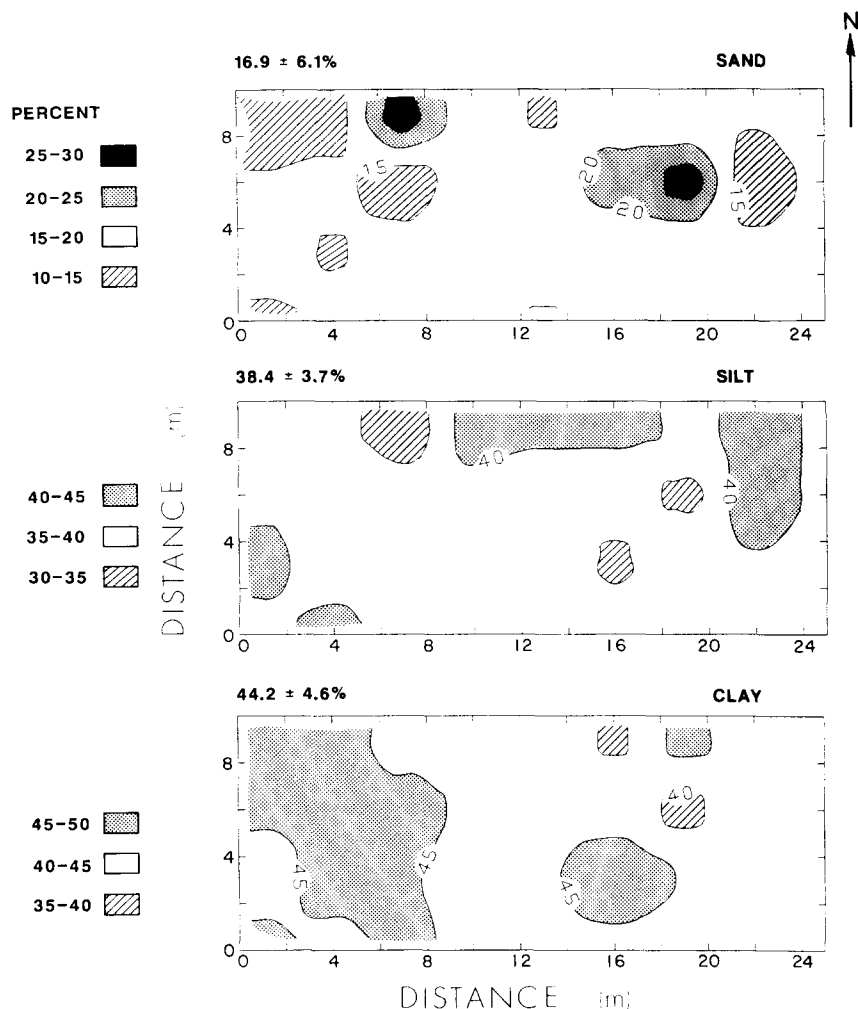 N
16.9 ± 6.1% SAND
PERCENT
25-30
20-25
15-20
10-15
8
4
0
15
20
20
15
0 4 8 12 16 20 24
38.4 ± 3.7% SILT
40-45
35-40
30-35
DISTANCE (m)
8
4
0
40
40
0 4 8 12 16 20 24
44.2 ± 4.6% CLAY
45-50
40-45
35-40
8
4
0
45
45
45
40
0 4 8 12 16 20 24
DISTANCE (m)